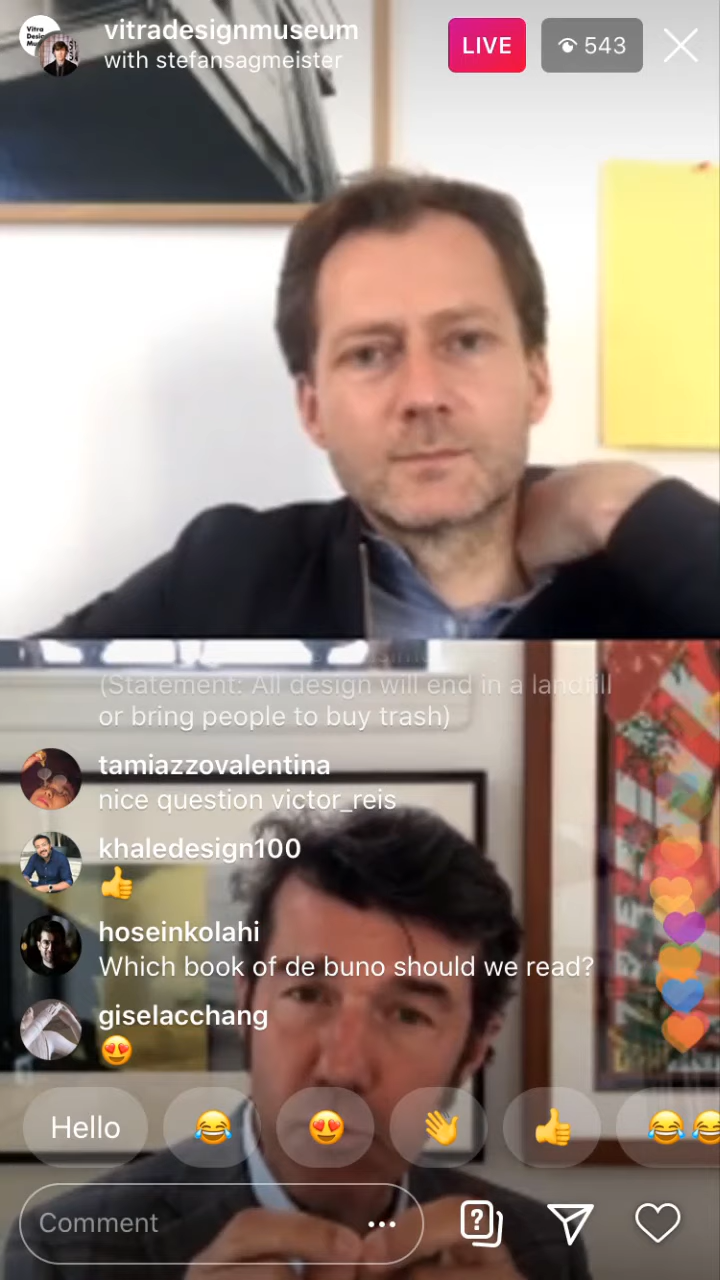 Vitra
vitradesignmuseum
with stefansagmeister
LIVE
543
(Statement: All design will end in a landfill
or bring people to buy trash)
tamiazzovalentina
nice question victor_reis
khaledesign100
👍
hoseinkolahi
Which book of de buno should we read?
giselacchang
😍
Hello
😂
😍
👋
👍
😂😂
Comment